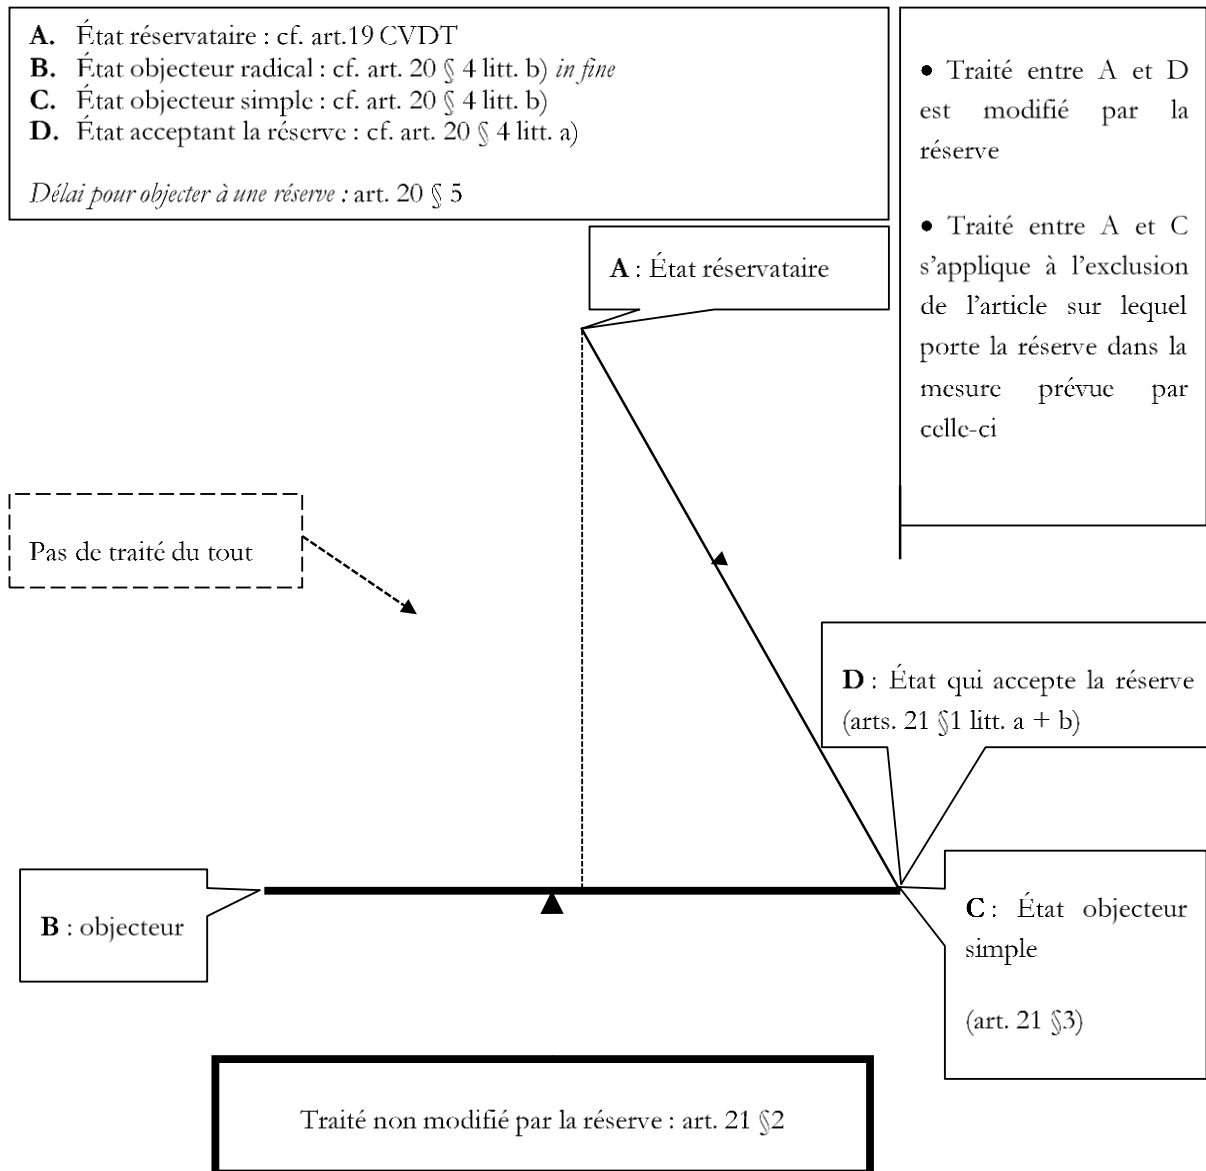 A. État réservataire : cf. art.19 CVDT
B. État objecteur radical : cf. art. 20 § 4 litt. b) in fine
C. État objecteur simple : cf. art. 20 § 4 litt. b)
D. État acceptant la réserve : cf. art. 20 § 4 litt. a)
Délai pour objecter à une réserve : art. 20 § 5
• Traité entre A et D
est modifié par la
réserve
• Traité entre A et C
s’applique à l’exclusion
de l’article sur lequel
porte la réserve dans la
mesure prévue par
celle-ci
A : État réservataire
Pas de traité du tout
D : État qui accepte la réserve
(arts. 21 §1 litt. a + b)
B : objecteur
C : État objecteur
simple
(art. 21 §3)
Traité non modifié par la réserve : art. 21 §2